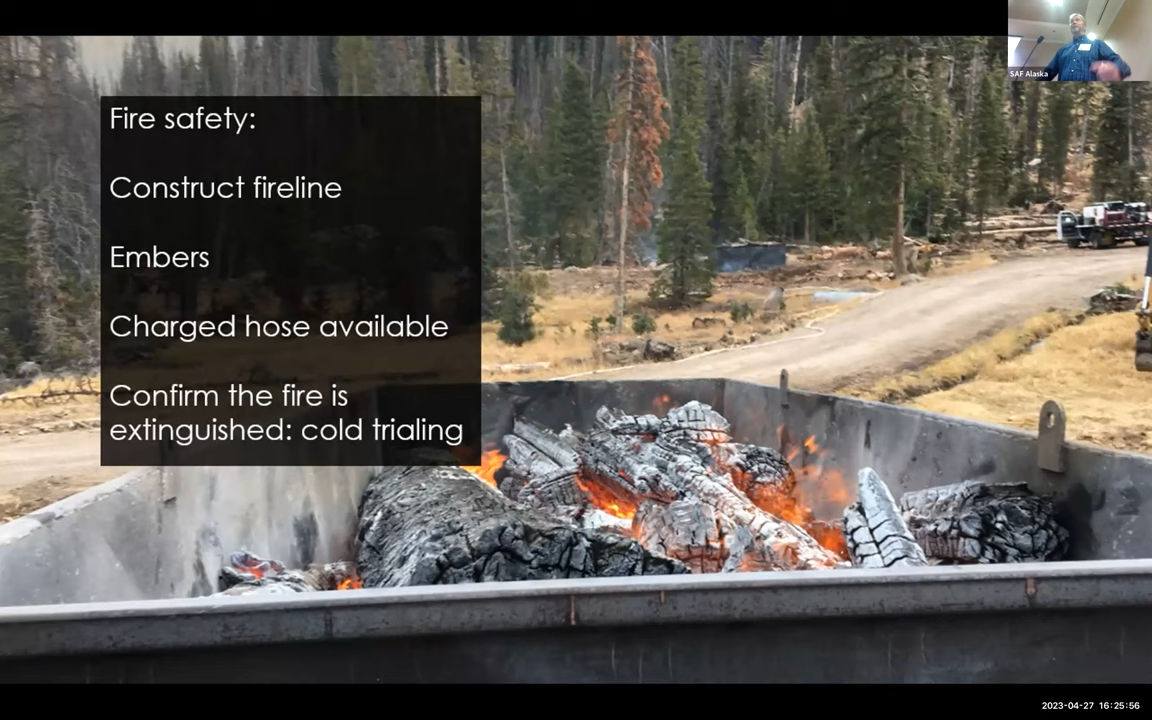 SAF Alaska
Fire safety:
Construct fireline
Embers
Charged hose available
Confirm the fire is
extinguished: cold trialing
2023-04-27 16:25:56